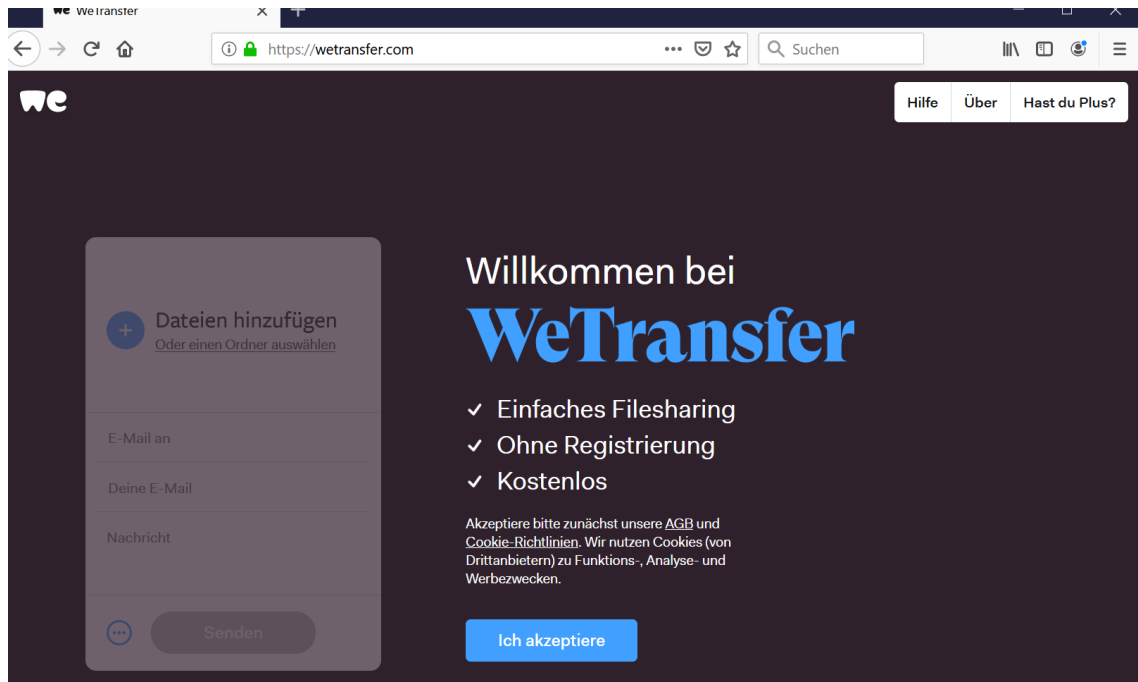 we WeTransfer
https://wetransfer.com
Suchen
we
Hilfe Über Hast du Plus?
Dateien hinzufügen
Oder einen Ordner auswählen
E-Mail an
Deine E-Mail
Nachricht
Senden
Willkommen bei
WeTransfer
Einfaches Filesharing
Ohne Registrierung
Kostenlos
Akzeptiere bitte zunächst unsere AGB und
Cookie-Richtlinien. Wir nutzen Cookies (von
Drittanbietern) zu Funktions-, Analyse- und
Werbezwecken.
Ich akzeptiere